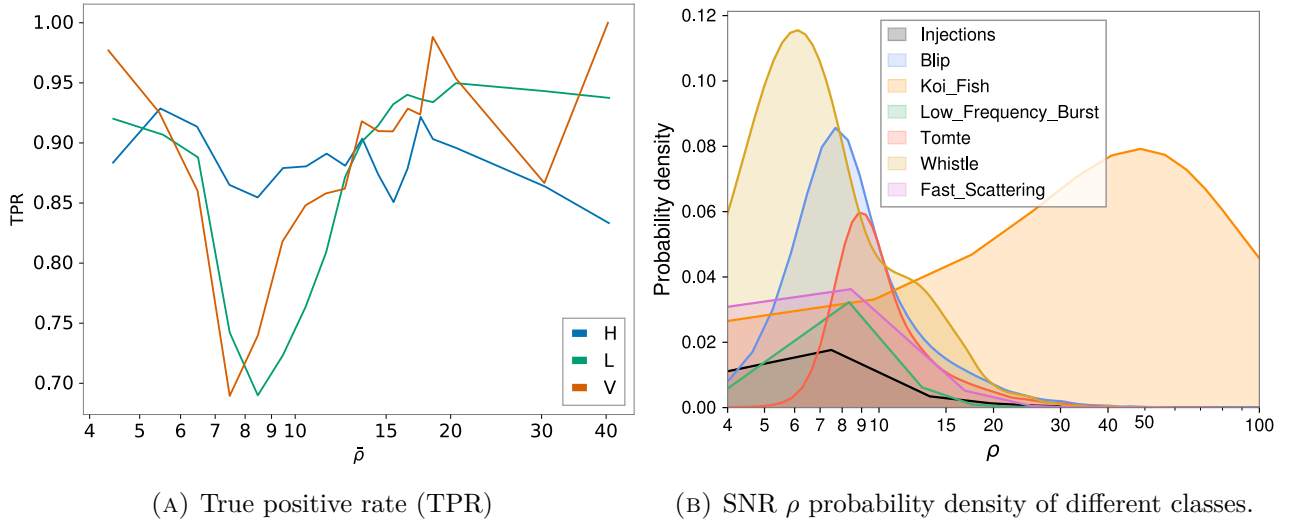 1.00
0.95
0.90
0.85
0.80
0.75
0.70
TPR
H
L
V
4 5 6 7 8 9 10 15 20 30 40
ρ̄
(A) True positive rate (TPR)
0.12
0.10
0.08
0.06
0.04
0.02
0.00
Probability density
Injections
Blip
Koi_Fish
Low_Frequency_Burst
Tomte
Whistle
Fast_Scattering
4 5 6 7 8 9 10 15 20 30 40 50 100
ρ
(B) SNR ρ probability density of different classes.